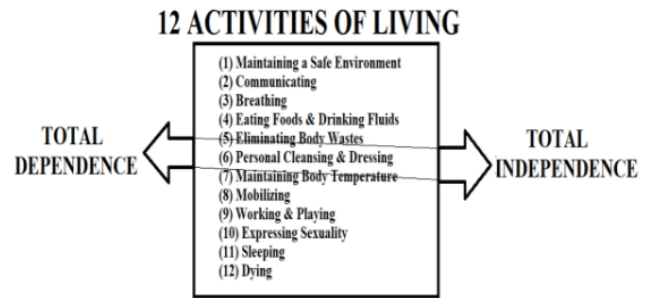 12 ACTIVITIES OF LIVING
(1) Maintaining a Safe Environment
(2) Communicating
(3) Breathing
(4) Eating Foods & Drinking Fluids
(5) Eliminating Body Wastes
(6) Personal Cleansing & Dressing
(7) Maintaining Body Temperature
(8) Mobilizing
(9) Working & Playing
(10) Expressing Sexuality
(11) Sleeping
(12) Dying
TOTAL
DEPENDENCE
TOTAL
INDEPENDENCE